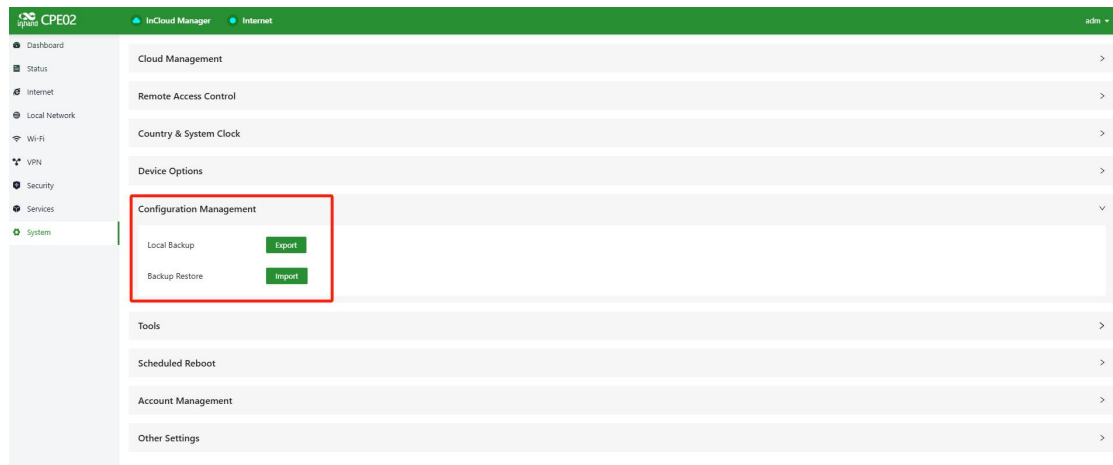 inhand CPE02
InCloud Manager
Internet
adm
Dashboard
Status
Internet
Local Network
Wi-Fi
VPN
Security
Services
System
Cloud Management
Remote Access Control
Country & System Clock
Device Options
Configuration Management
Local Backup
Export
Backup Restore
Import
Tools
Scheduled Reboot
Account Management
Other Settings